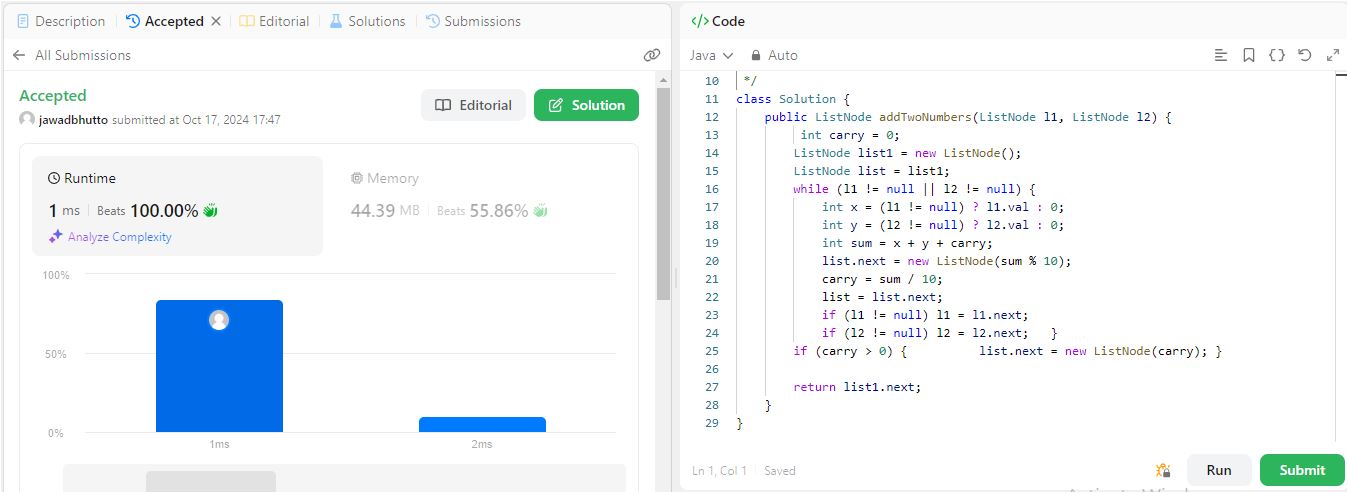 Description Accepted Editorial Solutions Submissions
All Submissions
Accepted
jawadbhutto submitted at Oct 17, 2024 17:47
Editorial
Solution
Runtime
1 ms Beats 100.00%
Analyze Complexity
Memory
44.39 MB Beats 55.86%
100%
50%
0%
1ms 2ms
</> Code
Java Auto
10 */
11 class Solution {
12 public ListNode addTwoNumbers(ListNode l1, ListNode l2) {
13 int carry = 0;
14 ListNode list1 = new ListNode();
15 ListNode list = list1;
16 while (l1 != null || l2 != null) {
17 int x = (l1 != null) ? l1.val : 0;
18 int y = (l2 != null) ? l2.val : 0;
19 int sum = x + y + carry;
20 list.next = new ListNode(sum % 10);
21 carry = sum / 10;
22 list = list.next;
23 if (l1 != null) l1 = l1.next;
24 if (l2 != null) l2 = l2.next; }
25 if (carry > 0) { list.next = new ListNode(carry); }
26
27 return list1.next;
28 }
29 }
Ln 1, Col 1 Saved
Run Submit